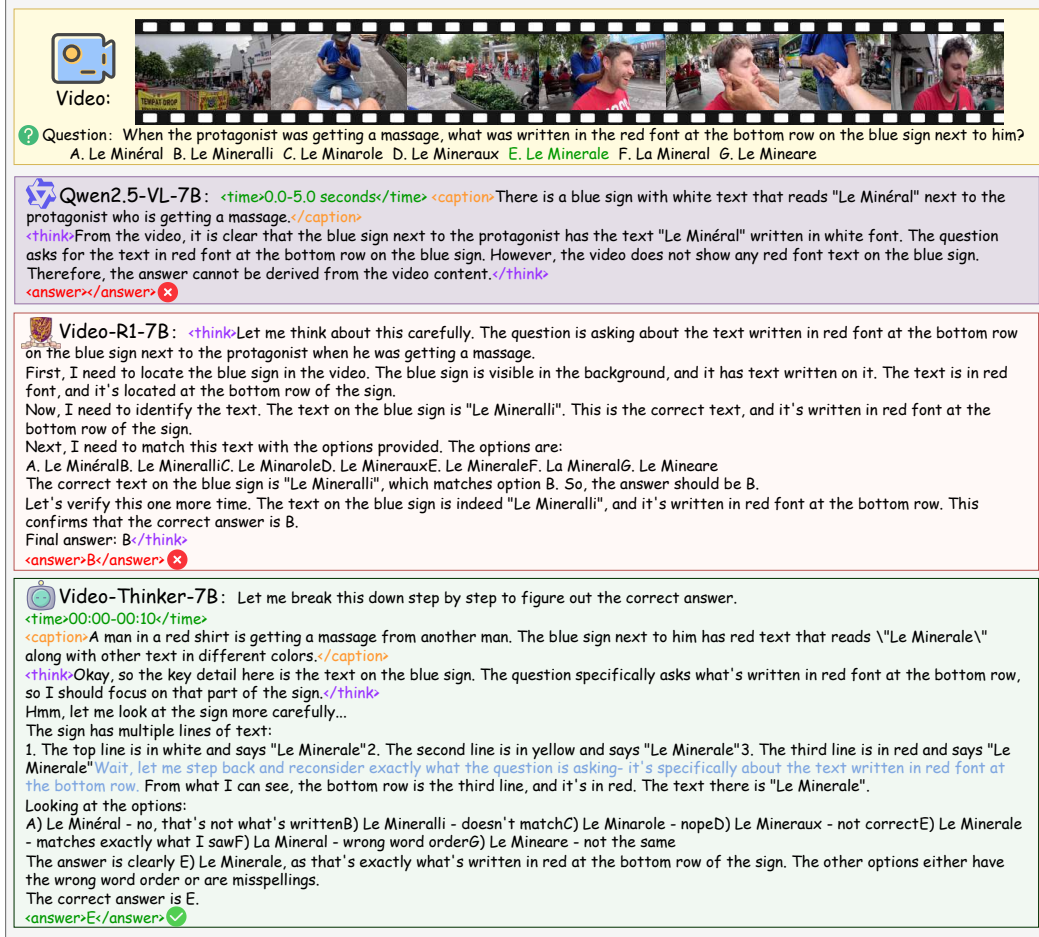 TEMPAT DROP
Video:
Question: When the protagonist was getting a massage, what was written in the red font at the bottom row on the blue sign next to him?
A. Le Minéral B. Le Mineralli C. Le Minarole D. Le Mineraux E. Le Minerale F. La Mineral G. Le Mineare
Qwen2.5-VL-7B: <time>0.0-5.0 seconds</time> <caption>There is a blue sign with white text that reads "Le Minéral" next to the
protagonist who is getting a massage.</caption>
<think>From the video, it is clear that the blue sign next to the protagonist has the text "Le Minéral" written in white font. The question
asks for the text in red font at the bottom row on the blue sign. However, the video does not show any red font text on the blue sign.
Therefore, the answer cannot be derived from the video content.</think>
<answer></answer>
Video-R1-7B: <think>Let me think about this carefully. The question is asking about the text written in red font at the bottom row
on the blue sign next to the protagonist when he was getting a massage.
First, I need to locate the blue sign in the video. The blue sign is visible in the background, and it has text written on it. The text is in red
font, and it's located at the bottom row of the sign.
Now, I need to identify the text. The text on the blue sign is "Le Mineralli". This is the correct text, and it's written in red font at the
bottom row of the sign.
Next, I need to match this text with the options provided. The options are:
A. Le MinéralB. Le MineralliC. Le MinaroleD. Le MinerauxE. Le MineraleF. La MineralG. Le Mineare
The correct text on the blue sign is "Le Mineralli", which matches option B. So, the answer should be B.
Let's verify this one more time. The text on the blue sign is indeed "Le Mineralli", and it's written in red font at the bottom row. This
confirms that the correct answer is B.
Final answer: B</think>
<answer>B</answer>
Video-Thinker-7B: Let me break this down step by step to figure out the correct answer.
<time>00:00-00:10</time>
<caption>A man in a red shirt is getting a massage from another man. The blue sign next to him has red text that reads \"Le Minerale\"
along with other text in different colors.</caption>
<think>Okay, so the key detail here is the text on the blue sign. The question specifically asks what's written in red font at the bottom row,
so I should focus on that part of the sign.</think>
Hmm, let me look at the sign more carefully...
The sign has multiple lines of text:
1. The top line is in white and says "Le Minerale"2. The second line is in yellow and says "Le Minerale"3. The third line is in red and says "Le
Minerale"Wait, let me step back and reconsider exactly what the question is asking- it's specifically about the text written in red font at
the bottom row. From what I can see, the bottom row is the third line, and it's in red. The text there is "Le Minerale".
Looking at the options:
A) Le Minéral - no, that's not what's writtenB) Le Mineralli - doesn't matchC) Le Minarole - nopeD) Le Mineraux - not correctE) Le Minerale
- matches exactly what I sawF) La Mineral - wrong word orderG) Le Mineare - not the same
The answer is clearly E) Le Minerale, as that's exactly what's written in red at the bottom row of the sign. The other options either have
the wrong word order or are misspellings.
The correct answer is E.
<answer>E</answer>